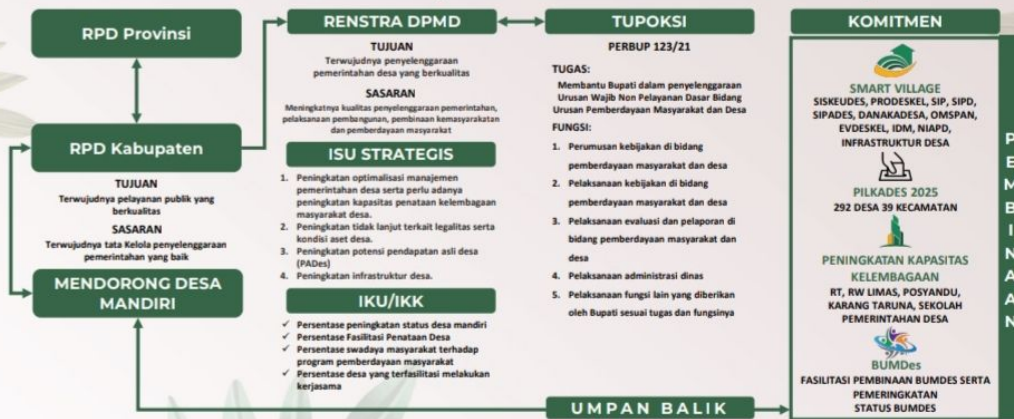 RPD Provinsi
RPD Kabupaten
TUJUAN
Terwujudnya pelayanan publik yang
berkualitas
SASARAN
Terwujudnya tata Kelola penyelenggaraan
pemerintahan yang baik
MENDORONG DESA
MANDIRI
RENSTRA DPMD
TUJUAN
Terwujudnya penyelenggaraan
pemerintahan desa yang berkualitas
SASARAN
Meningkatnya kualitas penyelenggaraan pemerintahan,
pelaksanaan pembangunan, pembinaan kemasyarakatan
dan pemberdayaan masyarakat
ISU STRATEGIS
1. Peningkatan optimalisasi manajemen
pemerintahan desa serta perlu adanya
peningkatan kapasitas penataan kelembagaan
masyarakat desa.
2. Peningkatan tidak lanjut terkait legalitas serta
kondisi aset desa.
3. Peningkatan potensi pendapatan asli desa
(PADes)
4. Peningkatan infrastruktur desa.
IKU/IKK
✓ Persentase peningkatan status desa mandiri
✓ Persentase Fasilitasi Penataan Desa
✓ Persentase swadaya masyarakat terhadap
program pemberdayaan masyarakat
✓ Persentase desa yang terfasilitasi melakukan
kerjasama
TUPOKSI
PERBUP 123/21
TUGAS:
Membantu Bupati dalam penyelenggaraan
Urusan Wajib Non Pelayanan Dasar Bidang
Urusan Pemberdayaan Masyarakat dan Desa
FUNGSI:
1. Perumusan kebijakan di bidang
pemberdayaan masyarakat dan desa
2. Pelaksanaan kebijakan di bidang
pemberdayaan masyarakat dan desa
3. Pelaksanaan evaluasi dan pelaporan di
bidang pemberdayaan masyarakat dan
desa
4. Pelaksanaan administrasi dinas
5. Pelaksanaan fungsi lain yang diberikan
oleh Bupati sesuai tugas dan fungsinya
UMPAN BALIK
KOMITMEN
SMART VILLAGE
SISKEUDES, PRODESKEL, SIP, SIPD,
SIPADES, DANAKADESA, OMSPAN,
EVDESKEL, IDM, NIAPD,
INFRASTRUKTUR DESA
PILKADES 2025
292 DESA 39 KECAMATAN
PENINGKATAN KAPASITAS
KELEMBAGAAN
RT, RW LIMAS, POSYANDU,
KARANG TARUNA, SEKOLAH
PEMERINTAHAN DESA
BUMDes
FASILITASI PEMBINAAN BUMDES SERTA
PEMERINGKATAN
STATUS BUMDES
PEMBINAAN